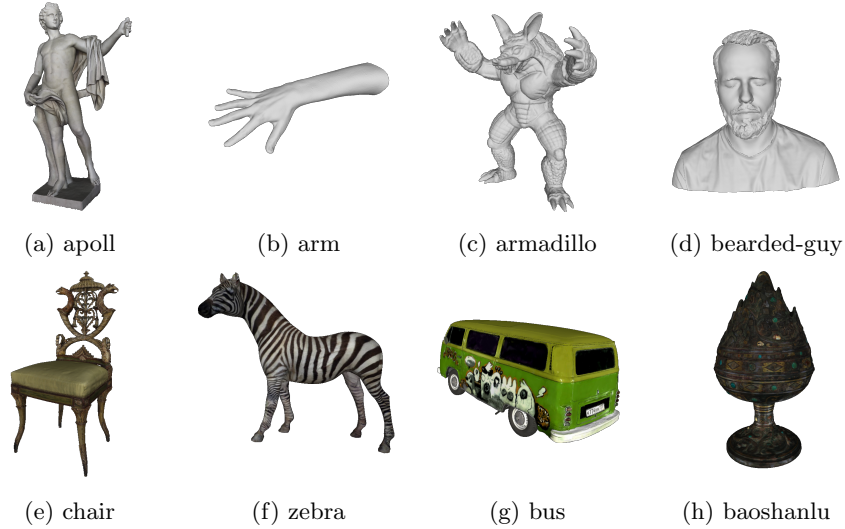 (a) apoll
(b) arm
(c) armadillo
(d) bearded-guy
(e) chair
(f) zebra
(g) bus
(h) baoshanlu